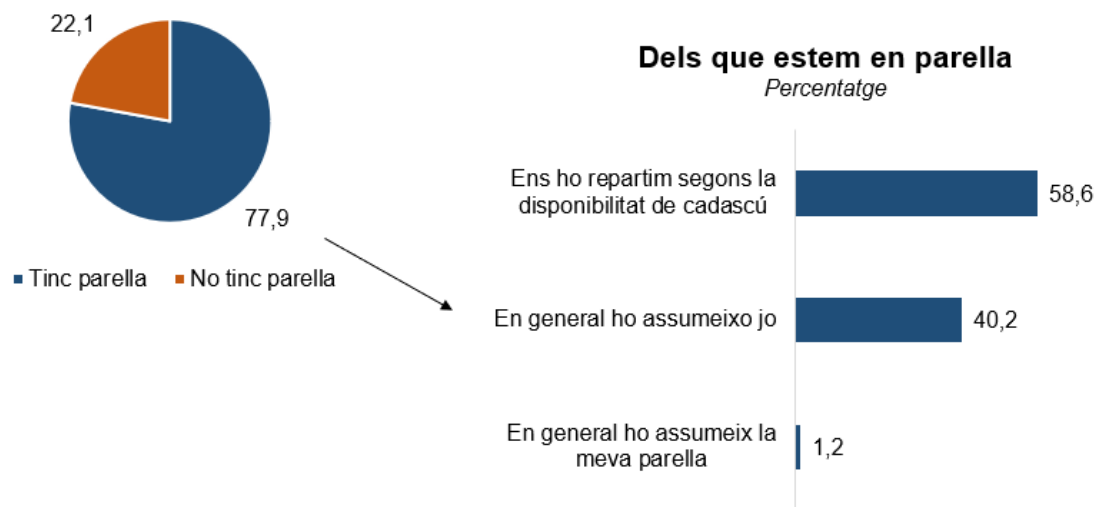 22,1
77,9
Tinc parella
No tinc parella
Dels que estem en parella
Percentatge
Ens ho repartim segons la
disponibilitat de cadascú
58,6
En general ho assumeixo jo
40,2
En general ho assumeix la
meva parella
1,2